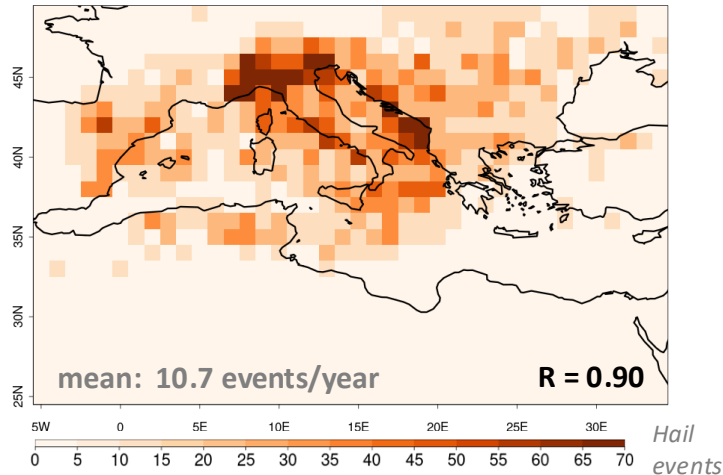 45N
40N
35N
30N
25N
mean: 10.7 events/year
R = 0.90
5W 0 5E 10E 15E 20E 25E 30E
0 5 10 15 20 25 30 35 40 45 50 55 60 65 70
Hail
events